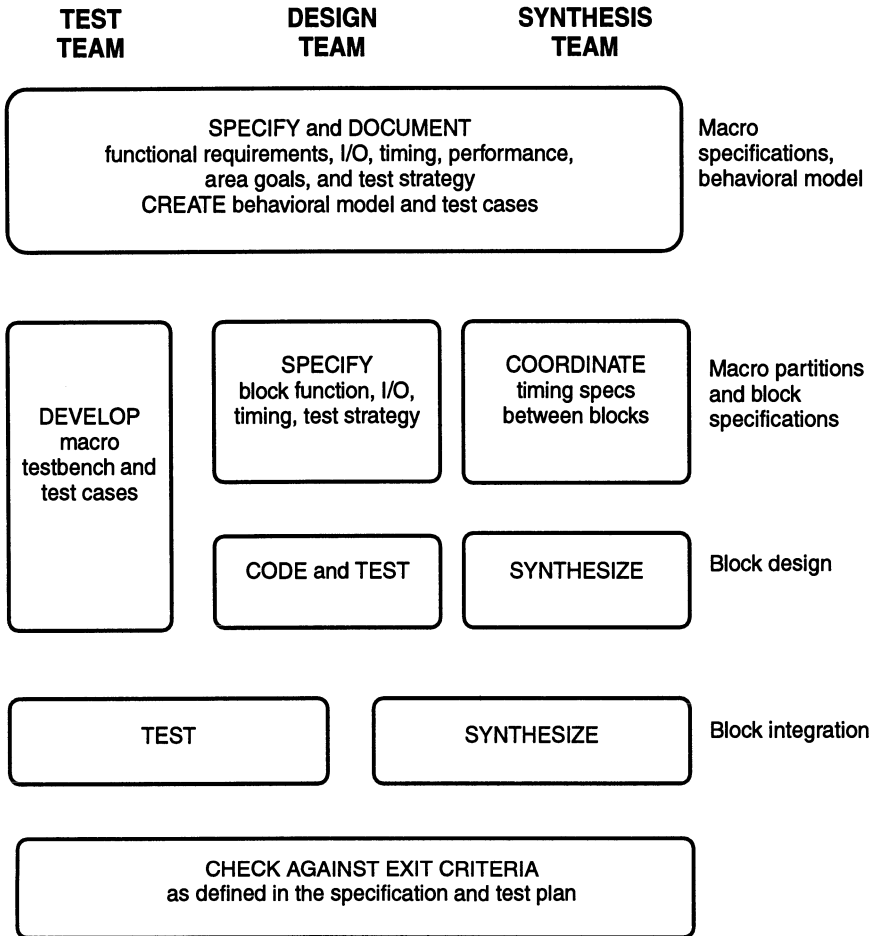 TEST
TEAM
DESIGN
TEAM
SYNTHESIS
TEAM
SPECIFY and DOCUMENT
functional requirements, I/O, timing, performance,
area goals, and test strategy
CREATE behavioral model and test cases
Macro
specifications,
behavioral model
DEVELOP
macro
testbench and
test cases
SPECIFY
block function, I/O,
timing, test strategy
COORDINATE
timing specs
between blocks
Macro partitions
and block
specifications
CODE and TEST
SYNTHESIZE
Block design
TEST
SYNTHESIZE
Block integration
CHECK AGAINST EXIT CRITERIA
as defined in the specification and test plan